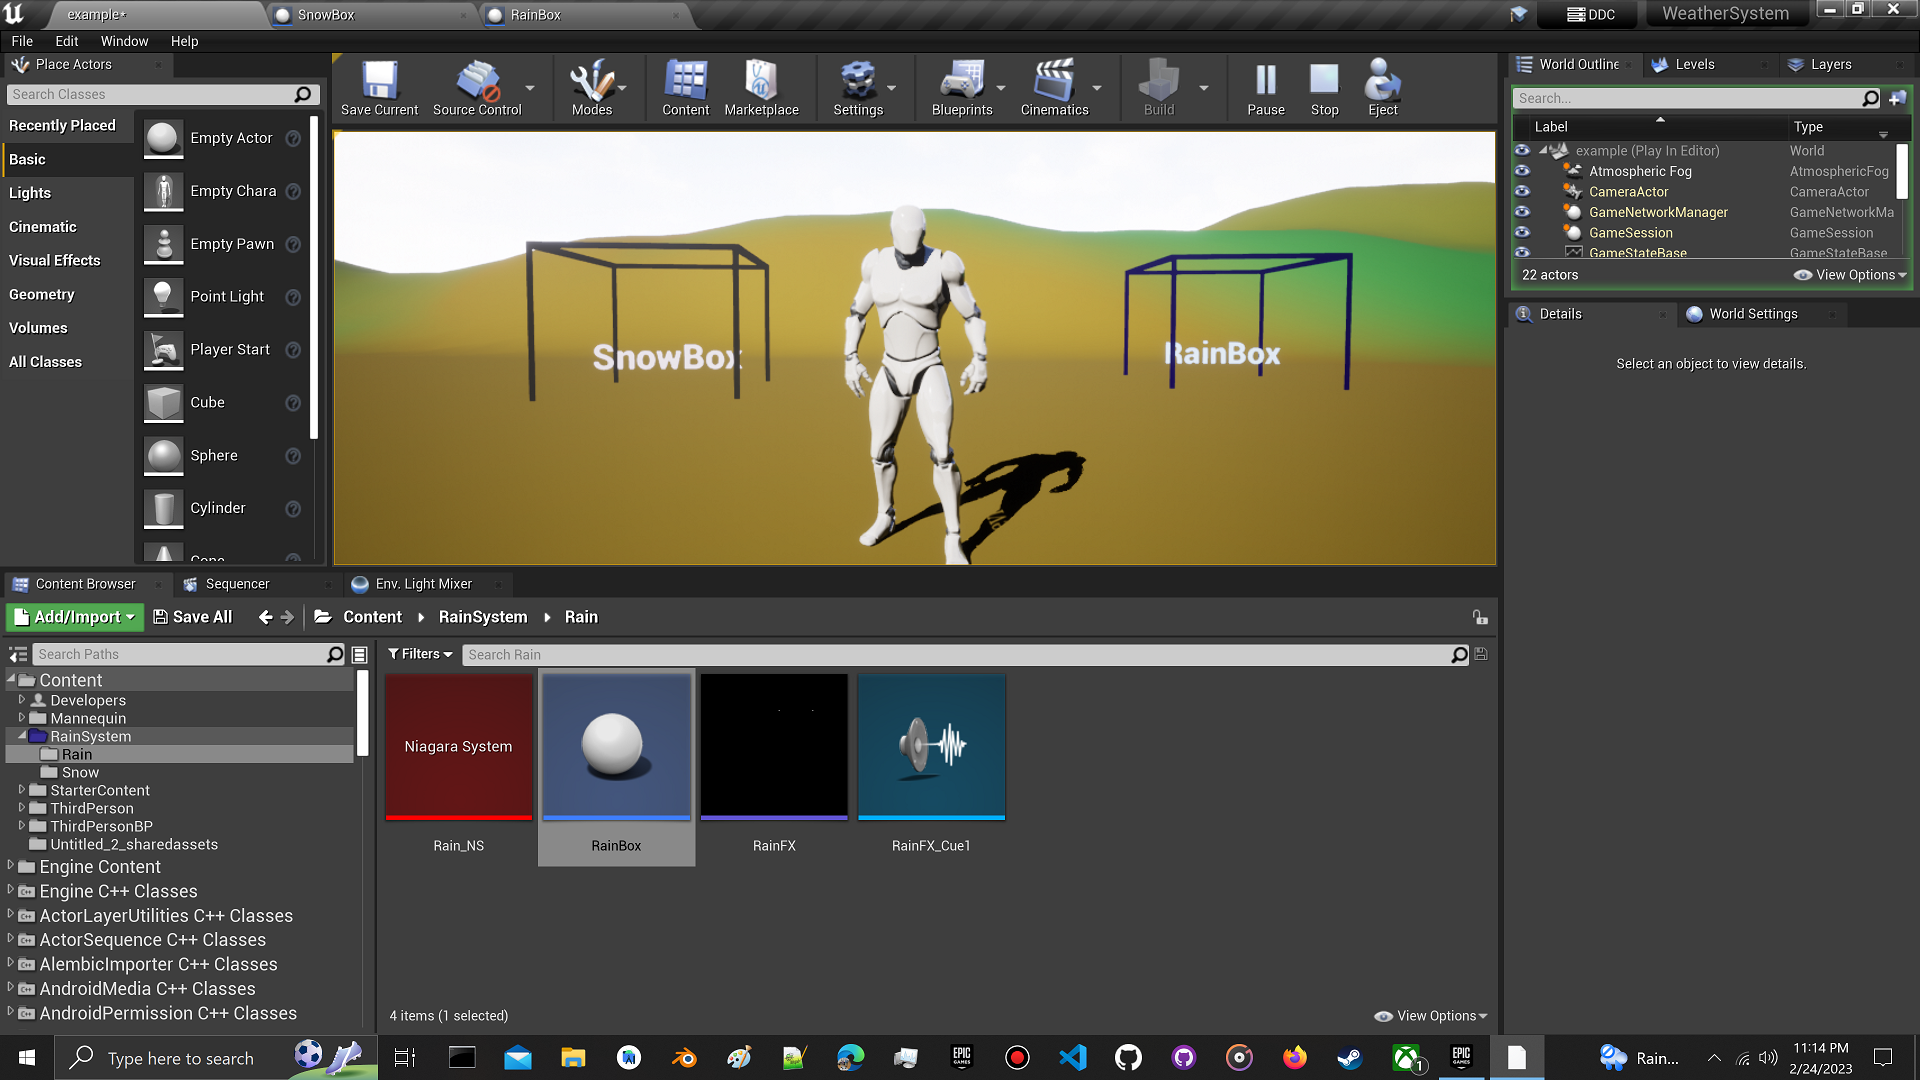 example*
SnowBox
RainBox
DDC
WeatherSystem
File
Edit
Window
Help
Place Actors
Search Classes
Recently Placed
Basic
Lights
Cinematic
Visual Effects
Geometry
Volumes
All Classes
Empty Actor
Empty Chara
Empty Pawn
Point Light
Player Start
Cube
Sphere
Cylinder
Cone
Save Current
Source Control
Modes
Content
Marketplace
Settings
Blueprints
Cinematics
Build
Pause
Stop
Eject
SnowBox
RainBox
World Outline
Levels
Layers
Search...
Label
Type
example (Play In Editor)
World
Atmospheric Fog
AtmosphericFog
CameraActor
CameraActor
GameNetworkManager
GameNetworkMa
GameSession
GameSession
GameStateBase
GameStateBase
22 actors
View Options
Details
World Settings
Select an object to view details.
Content Browser
Sequencer
Env. Light Mixer
Add/Import
Save All
Content
RainSystem
Rain
Search Paths
Filters
Search Rain
Content
Developers
Mannequin
RainSystem
Rain
Snow
StarterContent
ThirdPerson
ThirdPersonBP
Untitled_2_sharedassets
Engine Content
Engine C++ Classes
ActorLayerUtilities C++ Classes
ActorSequence C++ Classes
AlembicImporter C++ Classes
AndroidMedia C++ Classes
AndroidPermission C++ Classes
Niagara System
Rain_NS
RainBox
RainFX
RainFX_Cue1
4 items (1 selected)
View Options
Type here to search
EPIC
GAMES
1
EPIC
GAMES
Rain...
11:14 PM
2/24/2023